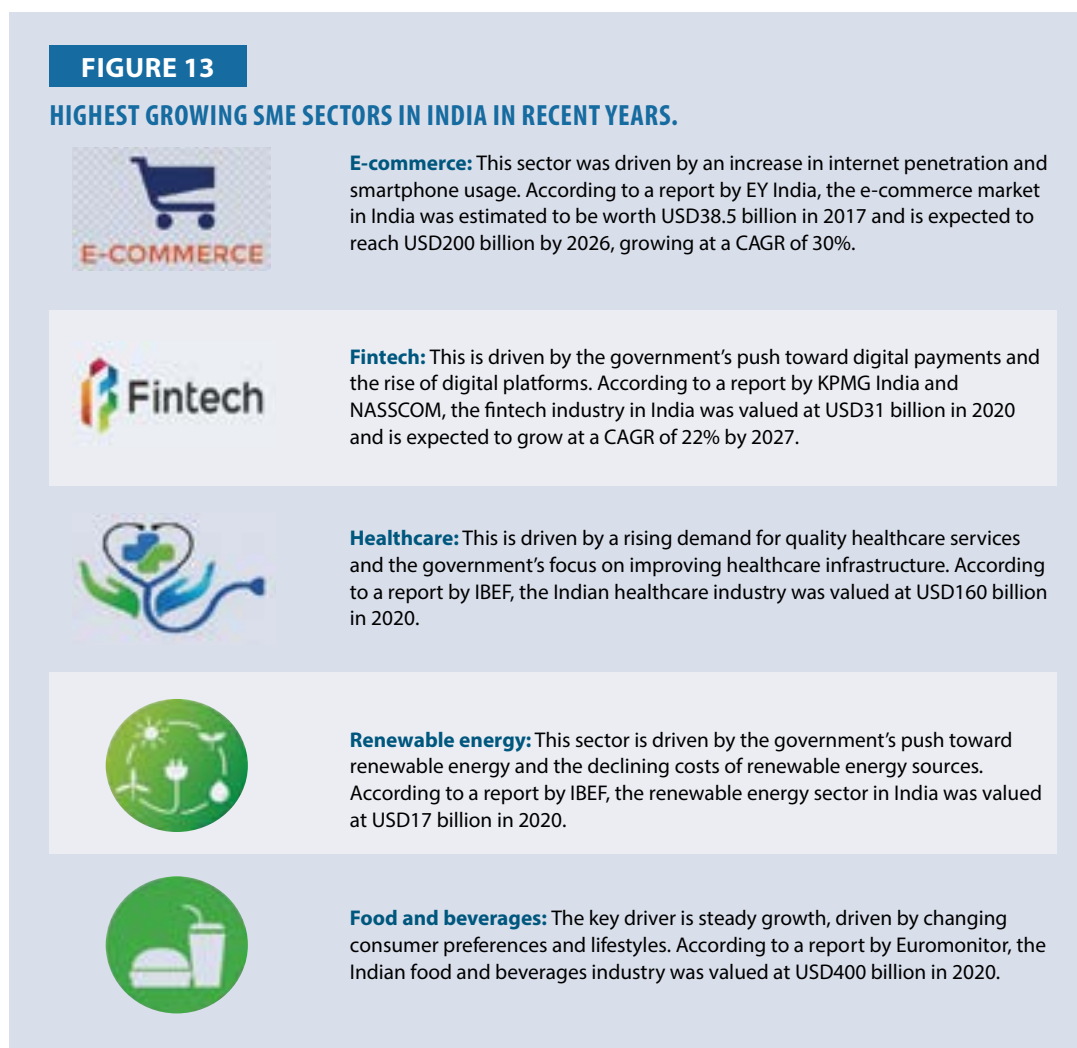 FIGURE 13
HIGHEST GROWING SME SECTORS IN INDIA IN RECENT YEARS.
E-COMMERCE
E-commerce: This sector was driven by an increase in internet penetration and
smartphone usage. According to a report by EY India, the e-commerce market
in India was estimated to be worth USD38.5 billion in 2017 and is expected to
reach USD200 billion by 2026, growing at a CAGR of 30%.
Fintech
Fintech: This is driven by the government’s push toward digital payments and
the rise of digital platforms. According to a report by KPMG India and
NASSCOM, the fintech industry in India was valued at USD31 billion in 2020
and is expected to grow at a CAGR of 22% by 2027.
Healthcare: This is driven by a rising demand for quality healthcare services
and the government’s focus on improving healthcare infrastructure. According
to a report by IBEF, the Indian healthcare industry was valued at USD160 billion
in 2020.
Renewable energy: This sector is driven by the government’s push toward
renewable energy and the declining costs of renewable energy sources.
According to a report by IBEF, the renewable energy sector in India was valued
at USD17 billion in 2020.
Food and beverages: The key driver is steady growth, driven by changing
consumer preferences and lifestyles. According to a report by Euromonitor, the
Indian food and beverages industry was valued at USD400 billion in 2020.